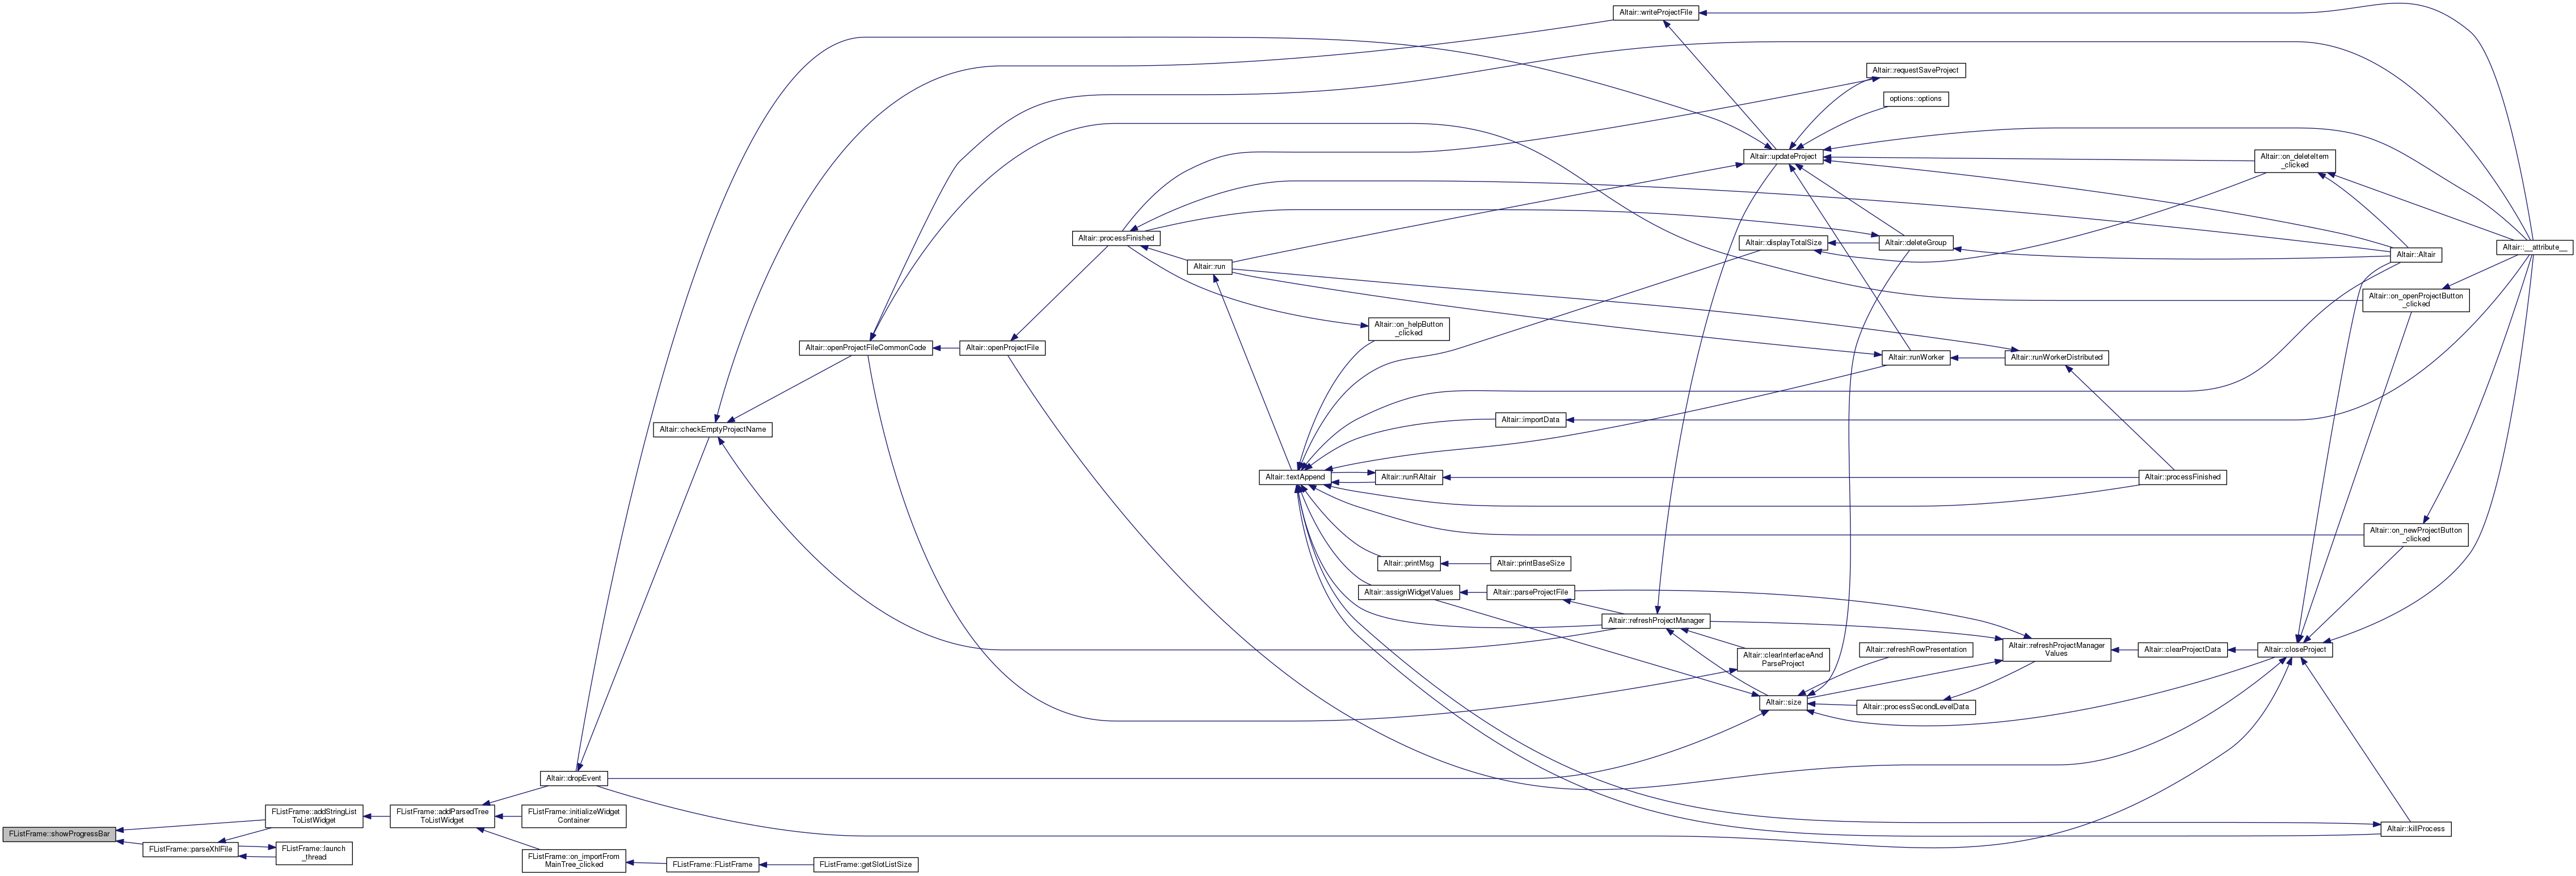 Altair::writeProjectFile
Altair::requestSaveProject
options::options
Altair::updateProject
Altair::on_deleteItem
_clicked
Altair::processFinished
Altair::displayTotalSize
Altair::deleteGroup
Altair::__attribute__
Altair::Altair
Altair::run
Altair::on_openProjectButton
_clicked
Altair::on_helpButton
_clicked
Altair::openProjectFileCommonCode
Altair::openProjectFile
Altair::runWorker
Altair::runWorkerDistributed
Altair::importData
Altair::checkEmptyProjectName
Altair::textAppend
Altair::runRAltair
Altair::processFinished
Altair::on_newProjectButton
_clicked
Altair::printMsg
Altair::printBaseSize
Altair::assignWidgetValues
Altair::parseProjectFile
Altair::refreshProjectManager
Altair::clearInterfaceAnd
ParseProject
Altair::refreshRowPresentation
Altair::refreshProjectManager
Values
Altair::clearProjectData
Altair::closeProject
Altair::size
Altair::processSecondLevelData
Altair::dropEvent
FListFrame::showProgressBar
FListFrame::addStringList
ToListWidget
FListFrame::addParsedTree
ToListWidget
FListFrame::initializeWidget
Container
Altair::killProcess
FListFrame::parseXhlFile
FListFrame::launch
_thread
FListFrame::on_importFrom
MainTree_clicked
FListFrame::FListFrame
FListFrame::getSlotListSize